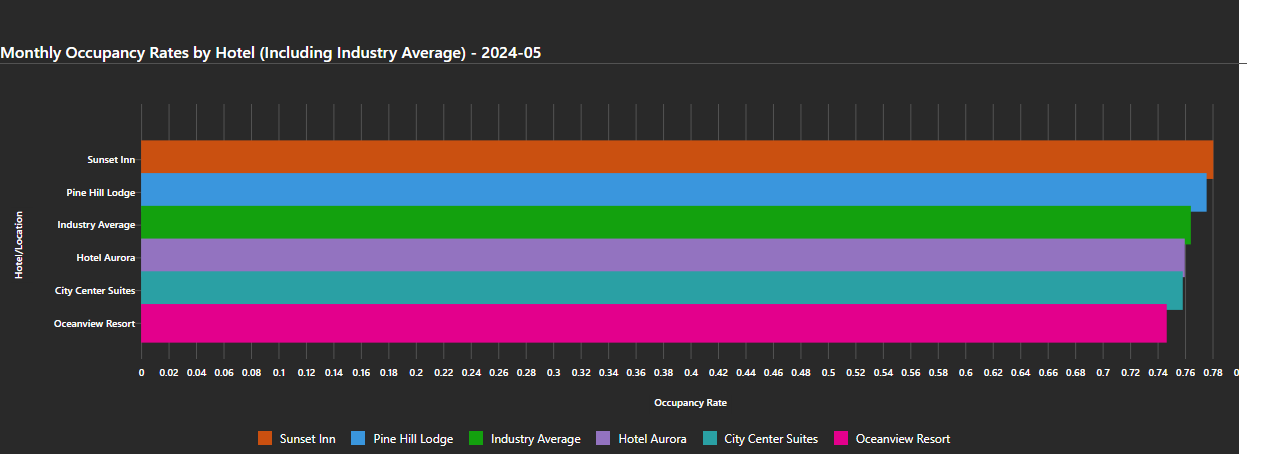 Monthly Occupancy Rates by Hotel (Including Industry Average) - 2024-05
Sunset Inn
Pine Hill Lodge
Industry Average
Hotel Aurora
City Center Suites
Oceanview Resort
Hotel/Location
0 0.02 0.04 0.06 0.08 0.1 0.12 0.14 0.16 0.18 0.2 0.22 0.24 0.26 0.28 0.3 0.32 0.34 0.36 0.38 0.4 0.42 0.44 0.46 0.48 0.5 0.52 0.54 0.56 0.58 0.6 0.62 0.64 0.66 0.68 0.7 0.72 0.74 0.76 0.78
Occupancy Rate
Sunset Inn Pine Hill Lodge Industry Average Hotel Aurora City Center Suites Oceanview Resort